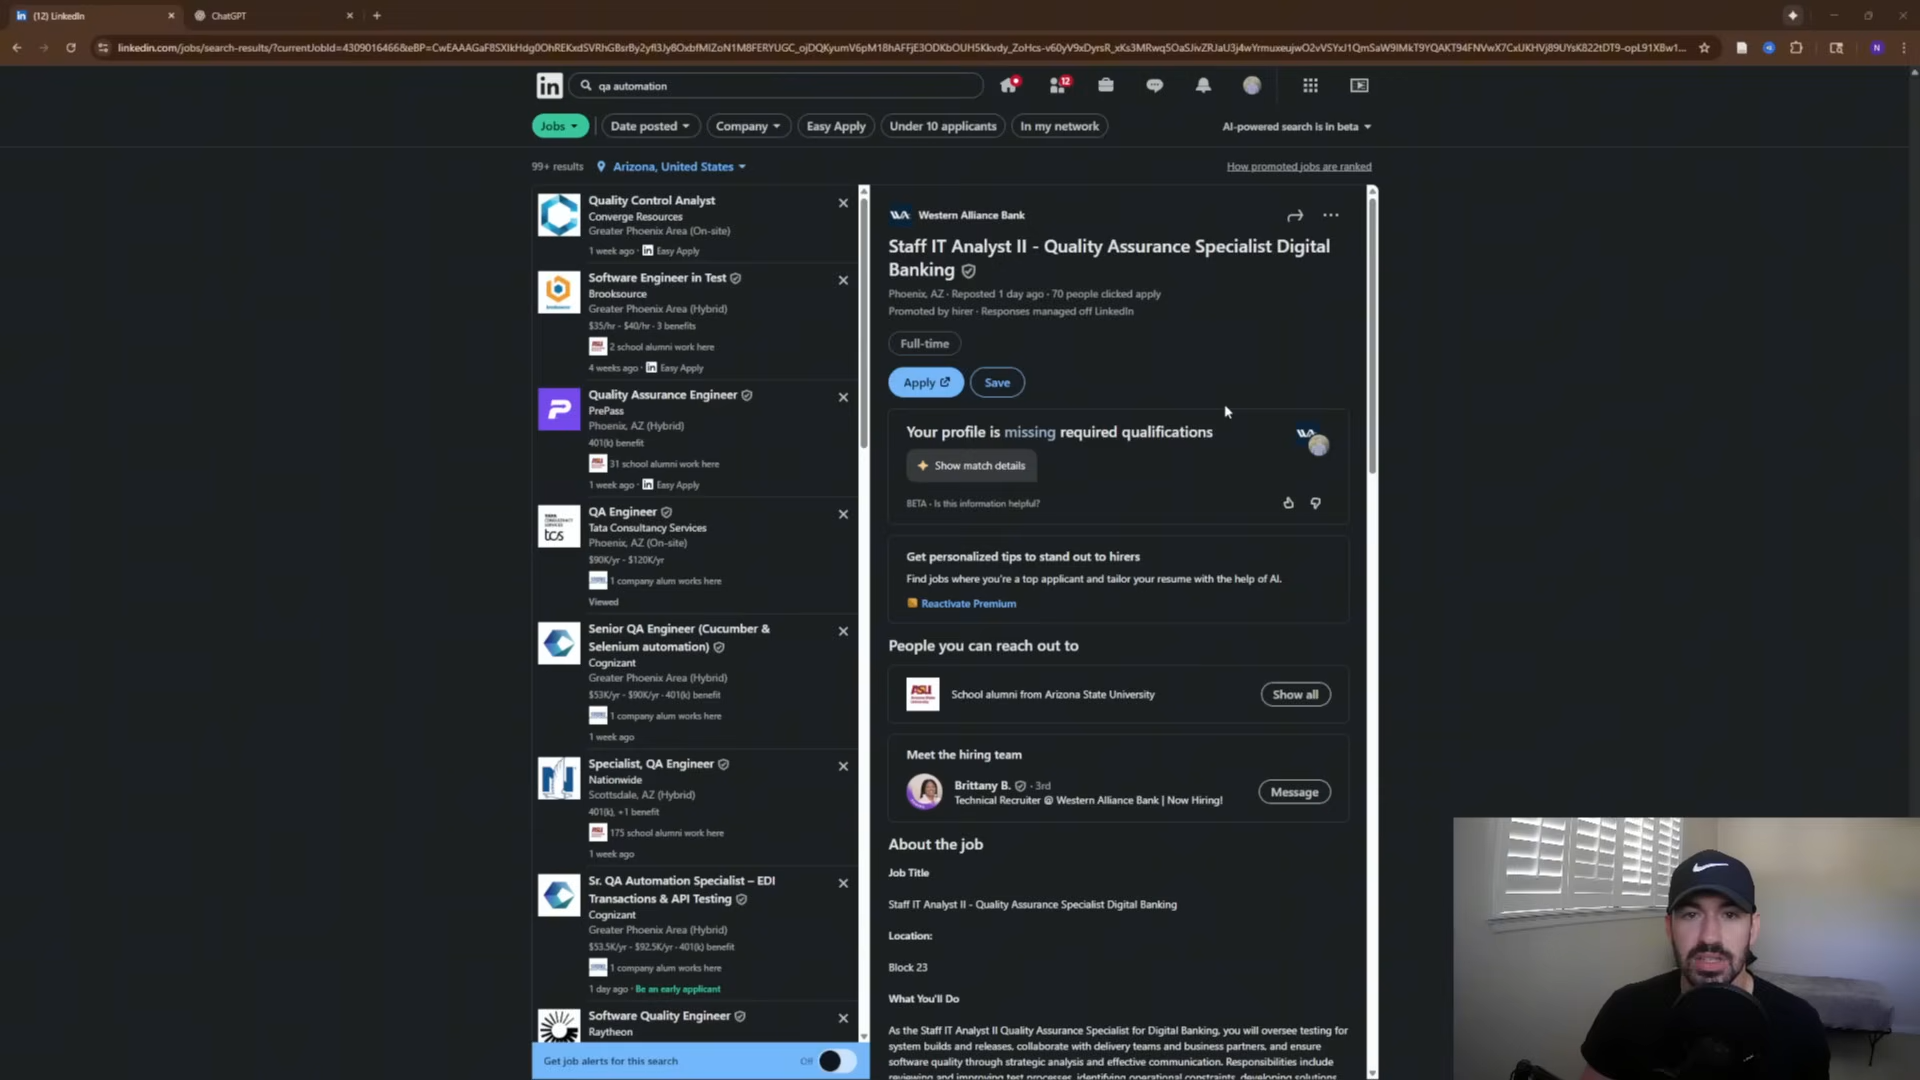 (12) LinkedIn
ChatGPT
qa automation
12
Jobs
Date posted
Company
Easy Apply
Under 10 applicants
In my network
AI-powered search is in beta
99+ results
Arizona, United States
How promoted jobs are ranked
Quality Control Analyst
Converge Resources
Greater Phoenix Area (On-site)
1 week ago · Easy Apply
Software Engineer in Test
Brooksource
Greater Phoenix Area (Hybrid)
$35/hr - $40/hr · 3 benefits
2 school alumni work here
4 weeks ago · Easy Apply
Quality Assurance Engineer
PrePass
Phoenix, AZ (Hybrid)
401(k) benefit
31 school alumni work here
1 week ago · Easy Apply
QA Engineer
Tata Consultancy Services
Phoenix, AZ (On-site)
$90K/yr - $120K/yr
1 company alum works here
Viewed
Senior QA Engineer (Cucumber &
Selenium automation)
Cognizant
Greater Phoenix Area (Hybrid)
$53K/yr - $90K/yr · 401(k) benefit
1 company alum works here
1 week ago
Specialist, QA Engineer
Nationwide
Scottsdale, AZ (Hybrid)
401(k), +1 benefit
175 school alumni work here
1 week ago
Sr. QA Automation Specialist – EDI
Transactions & API Testing
Cognizant
Greater Phoenix Area (Hybrid)
$53.5K/yr - $92.5K/yr · 401(k) benefit
1 company alum works here
1 day ago · Be an early applicant
Software Quality Engineer
Raytheon
Get job alerts for this search
Off
Western Alliance Bank
Staff IT Analyst II - Quality Assurance Specialist Digital
Banking
Phoenix, AZ · Reposted 1 day ago · 70 people clicked apply
Promoted by hirer · Responses managed off LinkedIn
Full-time
Apply
Save
Your profile is missing required qualifications
Show match details
BETA - Is this information helpful?
Get personalized tips to stand out to hirers
Find jobs where you're a top applicant and tailor your resume with the help of AI.
Reactivate Premium
People you can reach out to
School alumni from Arizona State University
Show all
Meet the hiring team
Brittany B. · 3rd
Technical Recruiter @ Western Alliance Bank | Now Hiring!
Message
About the job
Job Title
Staff IT Analyst II - Quality Assurance Specialist Digital Banking
Location:
Block 23
What You'll Do
As the Staff IT Analyst II Quality Assurance Specialist for Digital Banking, you will oversee testing for
system builds and releases, collaborate with delivery teams and business partners, and ensure
software quality through strategic analysis and effective communication. Responsibilities include
reviewing and improving test processes, identifying operational constraints, developing solutions